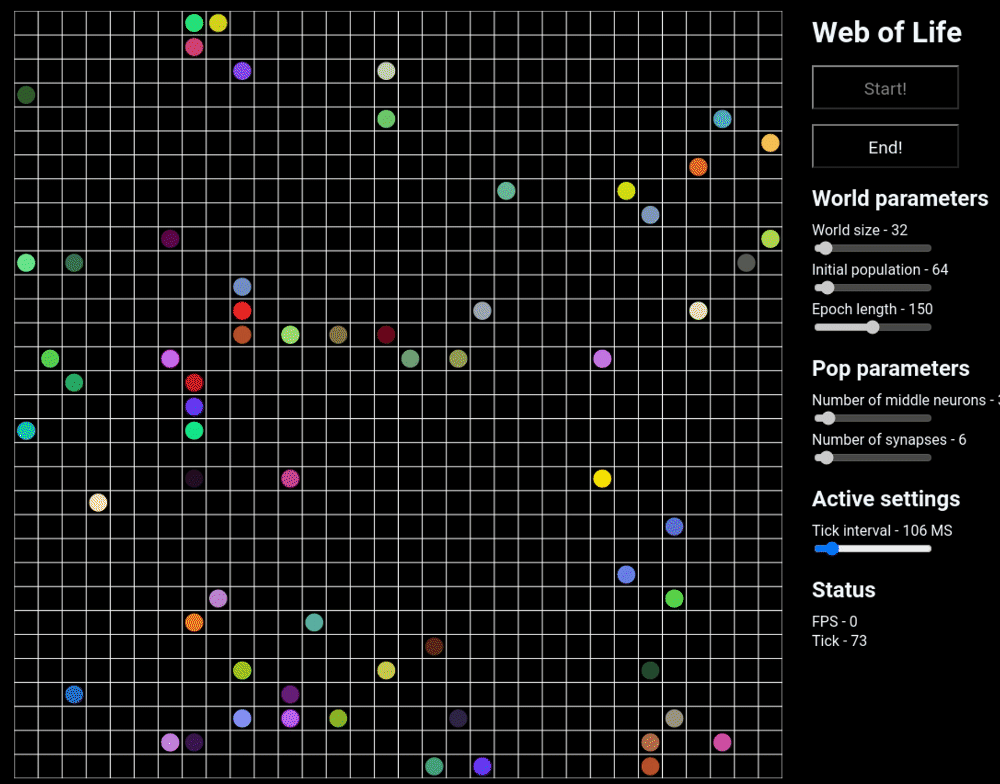 Web of Life
Start!
End!
World parameters
World size - 32
Initial population - 64
Epoch length - 150
Pop parameters
Number of middle neurons -
Number of synapses - 6
Active settings
Tick interval - 106 MS
Status
FPS - 0
Tick - 73